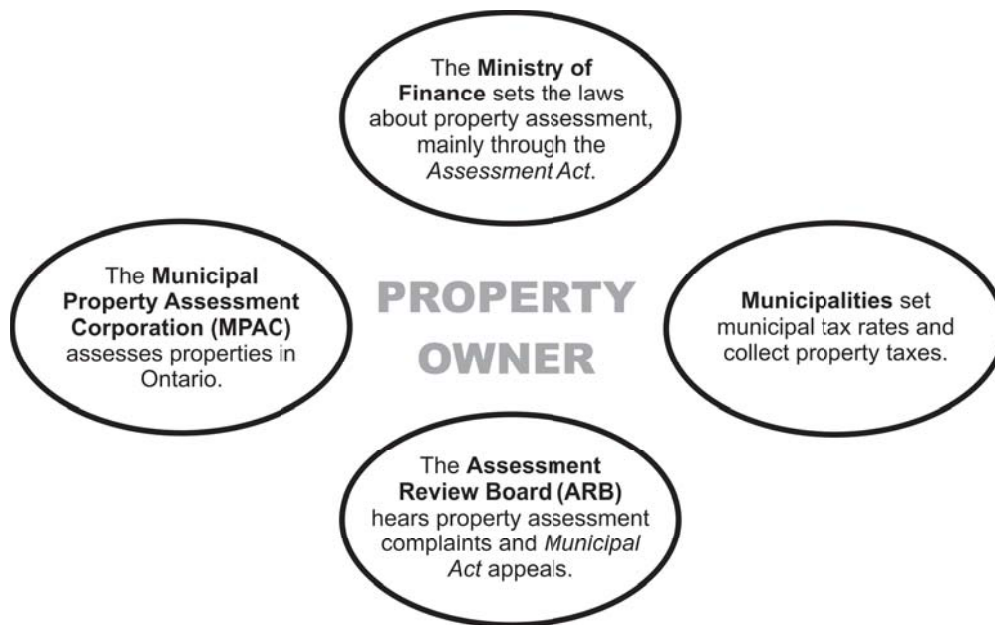 The Ministry of
Finance sets the laws
about property assessment,
mainly through the
Assessment Act.
The Municipal
Property Assessment
Corporation (MPAC)
assesses properties in
Ontario.
PROPERTY
OWNER
Municipalities set
municipal tax rates and
collect property taxes.
The Assessment
Review Board (ARB)
hears property assessment
complaints and Municipal
Act appeals.